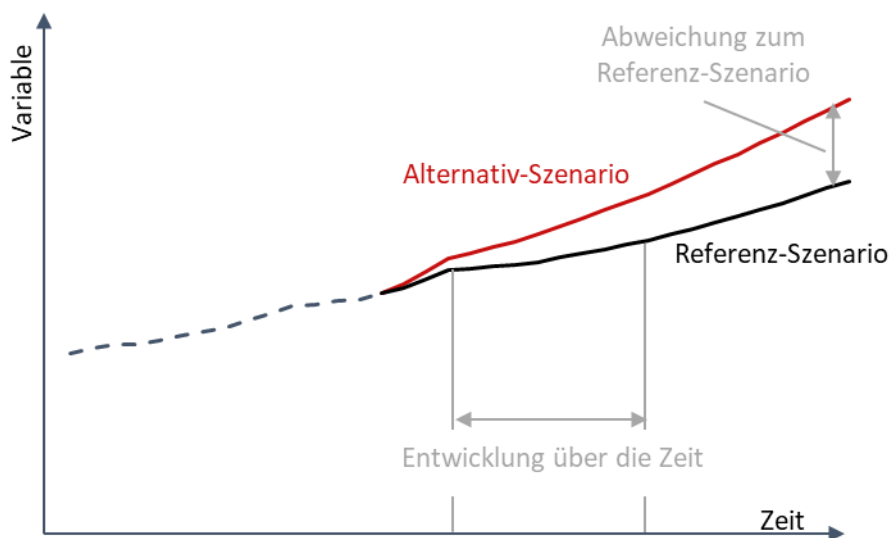 Abweichung zum
Referenz-Szenario
Variable
Alternativ-Szenario
Referenz-Szenario
Entwicklung über die Zeit
Zeit